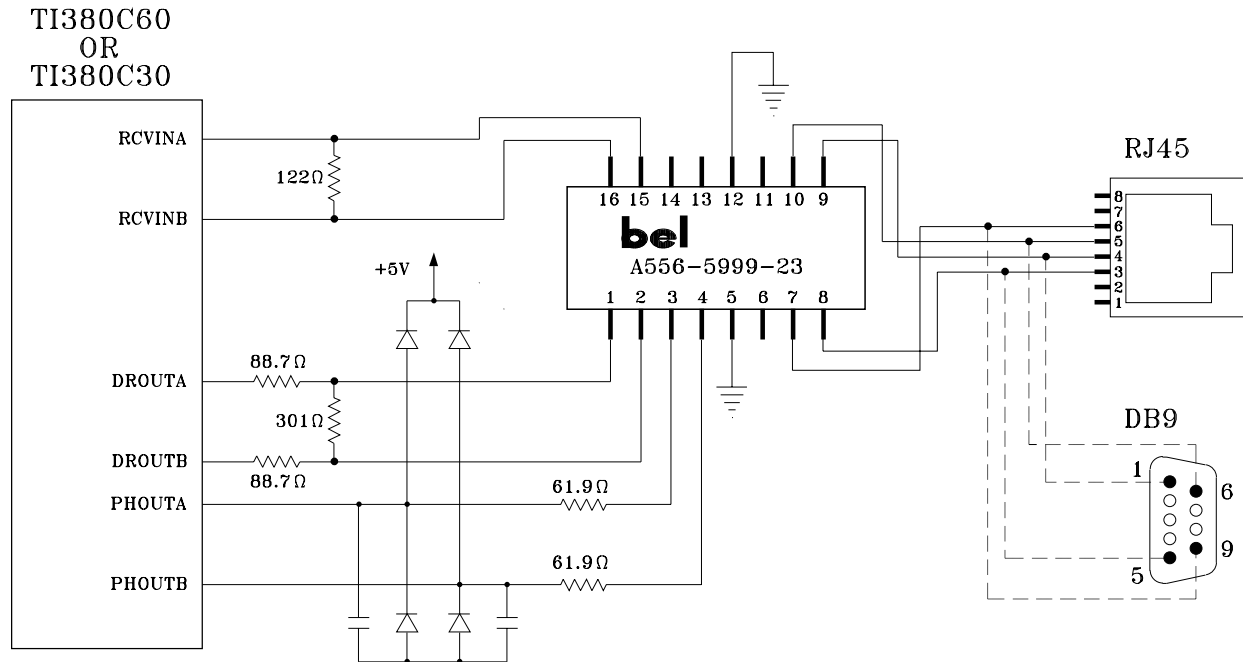 TI380C60
OR
TI380C30
RCVINA
122Ω
RCVINB
+5V
88.7Ω
DROUTA
301Ω
DROUTB
88.7Ω
PHOUTA
61.9Ω
PHOUTB
61.9Ω
16 15 14 13 12 11 10 9
bel
A556-5999-23
1 2 3 4 5 6 7 8
RJ45
8
7
6
5
4
3
2
1
DB9
1
6
9
5